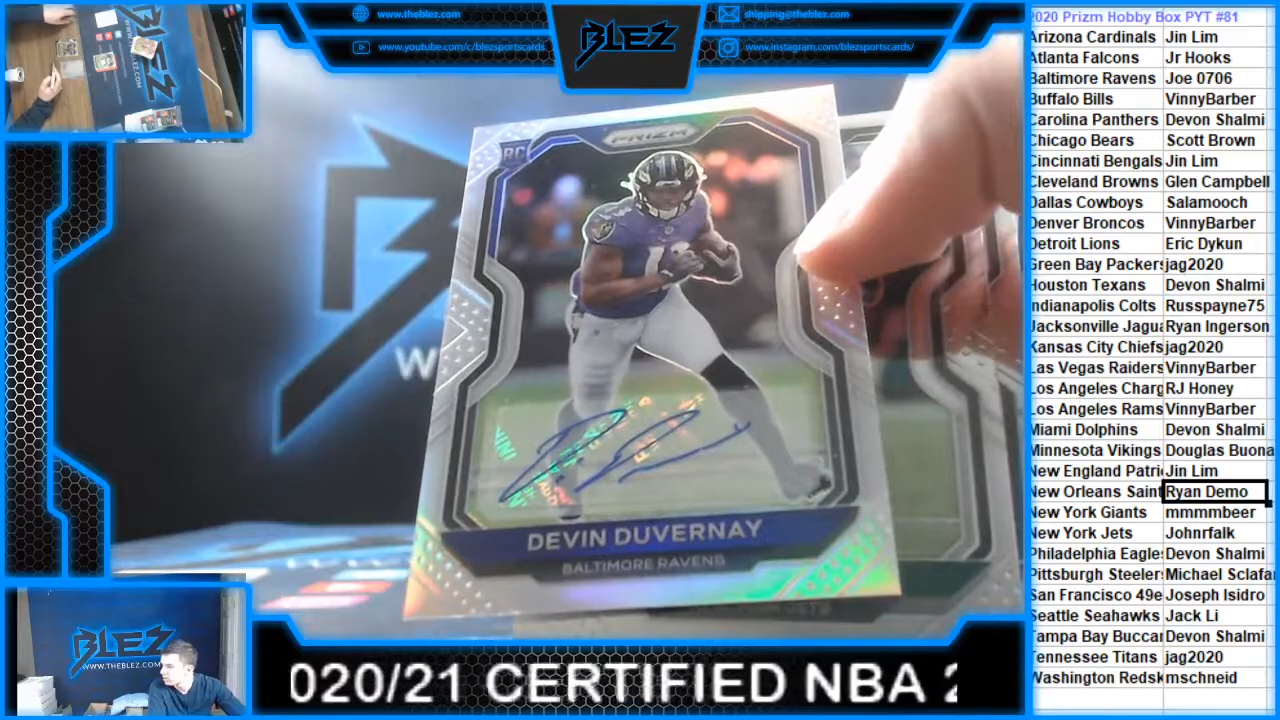 www.theblez.com
shipping@theblez.com
www.youtube.com/c/blezsportscards/
www.instagram.com/blezsportscards/
BLEZ
PRIZM
RC
DEVIN DUVERNAY
BALTIMORE RAVENS
BLEZ
WWW.THEBLEZ.COM
020/21 CERTIFIED NBA 2
2020 Prizm Hobby Box PYT #81
Arizona Cardinals Jin Lim
Atlanta Falcons Jr Hooks
Baltimore Ravens Joe 0706
Buffalo Bills VinnyBarber
Carolina Panthers Devon Shalmi
Chicago Bears Scott Brown
Cincinnati Bengals Jin Lim
Cleveland Browns Glen Campbell
Dallas Cowboys Salamooch
Denver Broncos VinnyBarber
Detroit Lions Eric Dykun
Green Bay Packers jag2020
Houston Texans Devon Shalmi
Indianapolis Colts Russpayne75
Jacksonville Jagua Ryan Ingerson
Kansas City Chiefs jag2020
Las Vegas Raiders VinnyBarber
Los Angeles Charg RJ Honey
Los Angeles Rams VinnyBarber
Miami Dolphins Devon Shalmi
Minnesota Vikings Douglas Buona
New England Patri Jin Lim
New Orleans Saint Ryan Demo
New York Giants mmmmbeer
New York Jets Johnrfalk
Philadelphia Eagle Devon Shalmi
Pittsburgh Steeler Michael Sclafa
San Francisco 49e Joseph Isidro
Seattle Seahawks Jack Li
Tampa Bay Buccar Devon Shalmi
Tennessee Titans jag2020
Washington Redsk mschneid